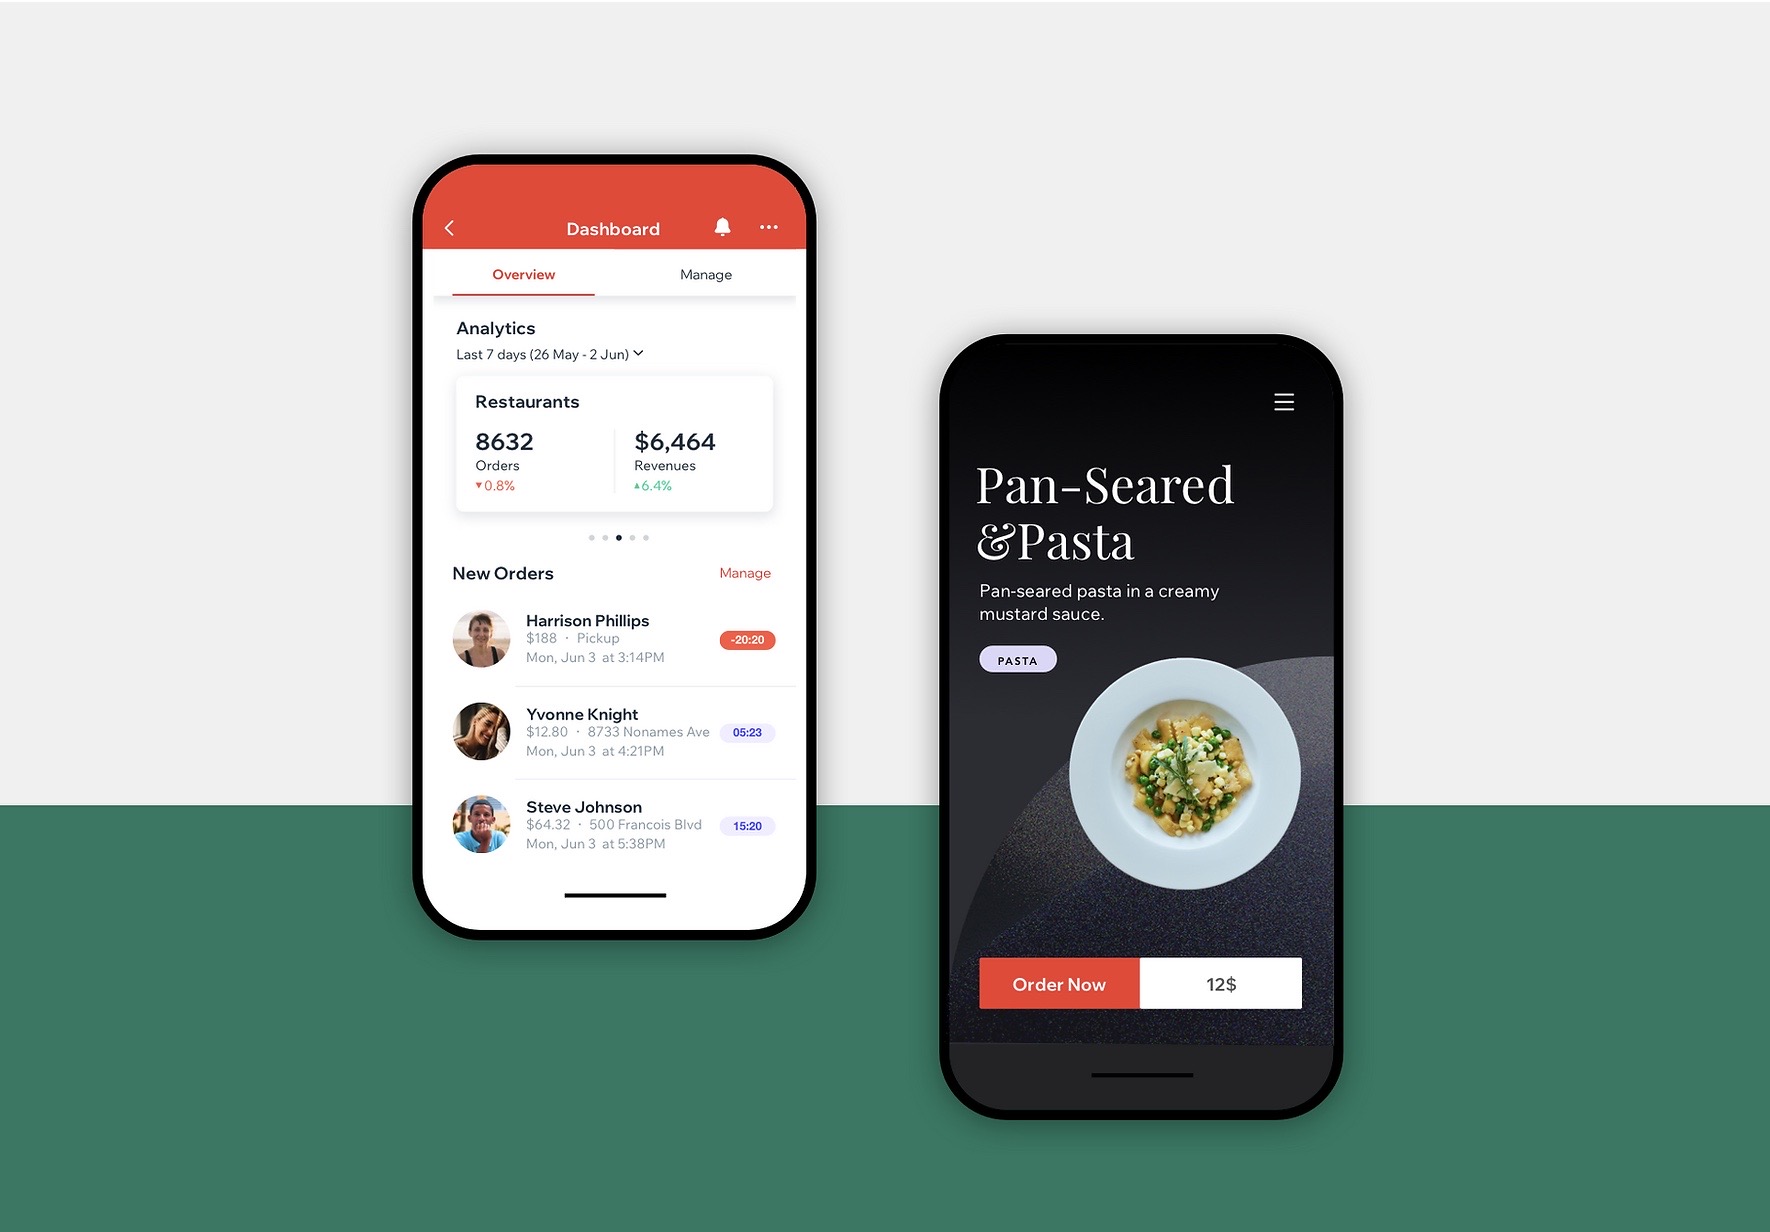 Dashboard
Overview Manage
Analytics
Last 7 days (26 May - 2 Jun)
Restaurants
8632 $6,464
Orders Revenues
▼0.8% ▲6.4%
New Orders Manage
Harrison Phillips
$188 · Pickup -20:20
Mon, Jun 3 at 3:14PM
Yvonne Knight
$12.80 · 8733 Nonames Ave 05:23
Mon, Jun 3 at 4:21PM
Steve Johnson
$64.32 · 500 Francois Blvd 15:20
Mon, Jun 3 at 5:38PM
Pan-Seared
&Pasta
Pan-seared pasta in a creamy
mustard sauce.
PASTA
Order Now 12$